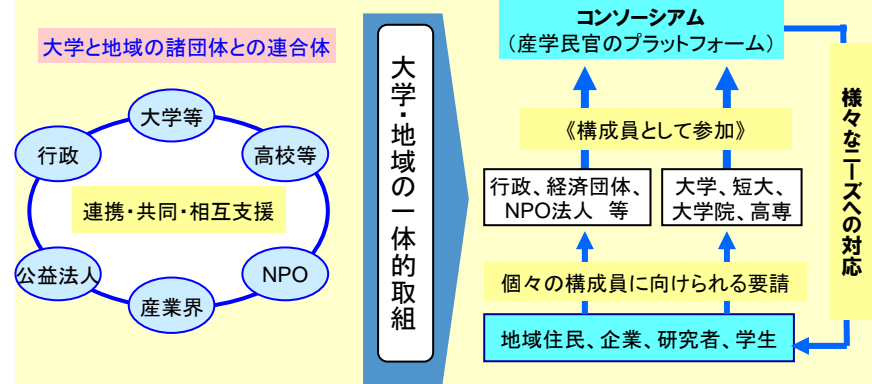 大学と地域の諸団体との連合体
大学等
行政
高校等
連携・共同・相互支援
公益法人
NPO
産業界
大学・地域の一体的取組
コンソーシアム
（産学民官のプラットフォーム）
《構成員として参加》
行政、経済団体、
NPO法人 等
大学、短大、
大学院、高専
個々の構成員に向けられる要請
地域住民、企業、研究者、学生
様々なニーズへの対応